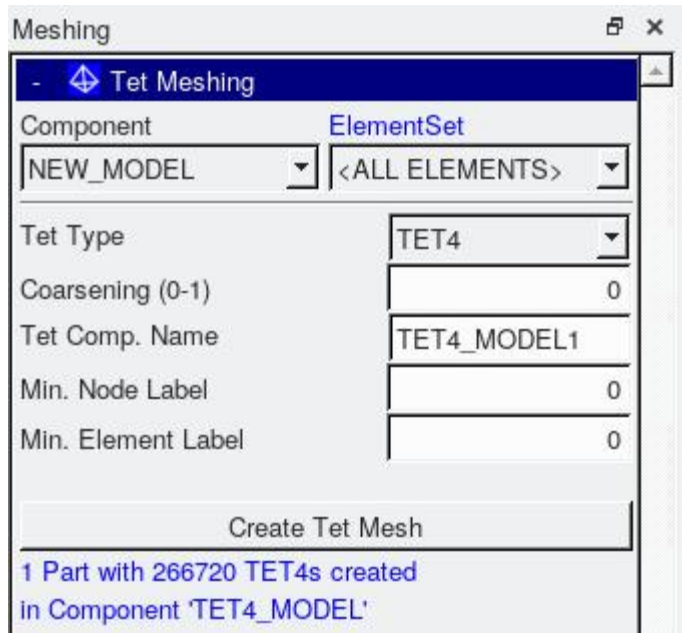 Meshing
- Tet Meshing
Component ElementSet
NEW_MODEL <ALL ELEMENTS>
Tet Type TET4
Coarsening (0-1) 0
Tet Comp. Name TET4_MODEL1
Min. Node Label 0
Min. Element Label 0
Create Tet Mesh
1 Part with 266720 TET4s created
in Component 'TET4_MODEL'